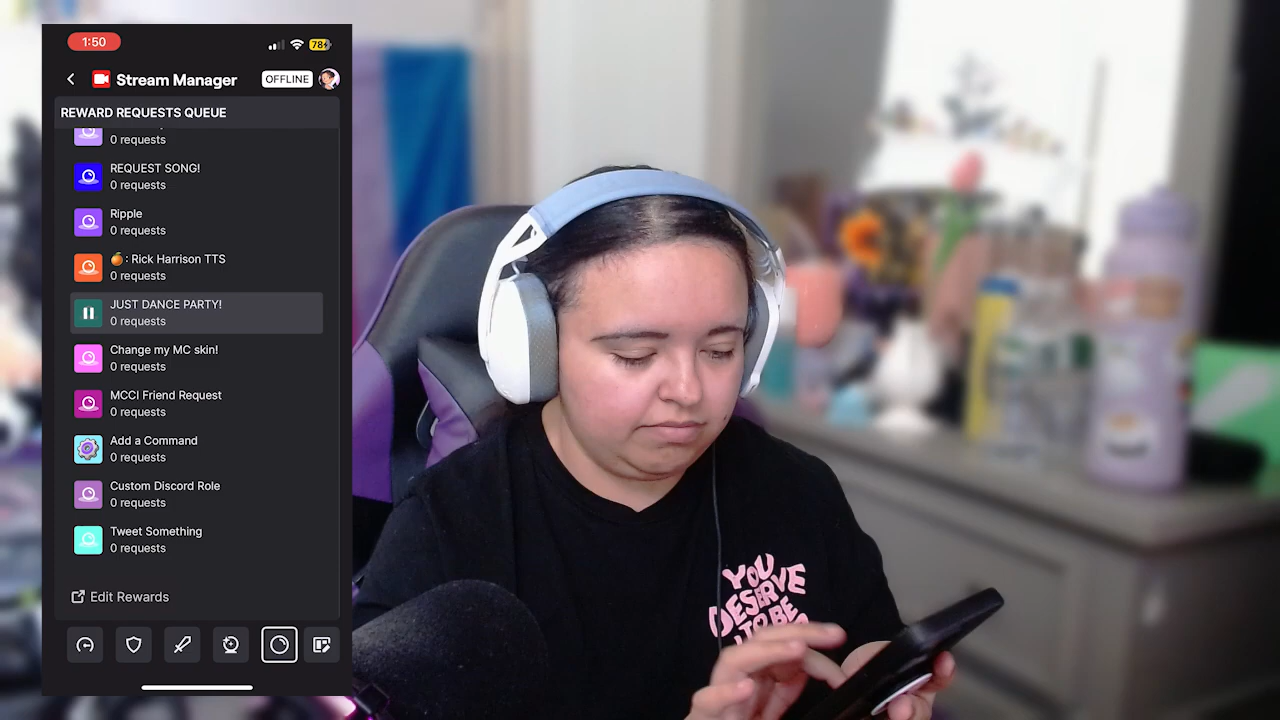 1:50
78
Stream Manager
OFFLINE
REWARD REQUESTS QUEUE
0 requests
REQUEST SONG!
0 requests
Ripple
0 requests
🍊: Rick Harrison TTS
0 requests
JUST DANCE PARTY!
0 requests
Change my MC skin!
0 requests
MCCI Friend Request
0 requests
Add a Command
0 requests
Custom Discord Role
0 requests
Tweet Something
0 requests
Edit Rewards
YOU
DESERVE
TO BE